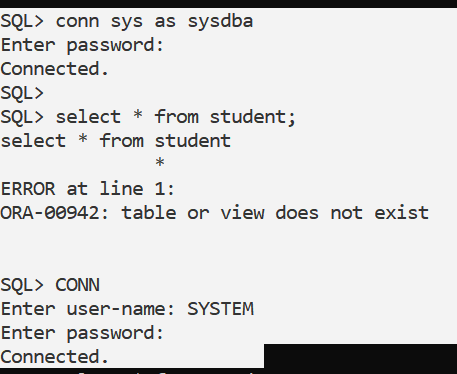 SQL> conn sys as sysdba
Enter password:
Connected.
SQL>
SQL> select * from student;
select * from student
              *
ERROR at line 1:
ORA-00942: table or view does not exist
SQL> CONN
Enter user-name: SYSTEM
Enter password:
Connected.